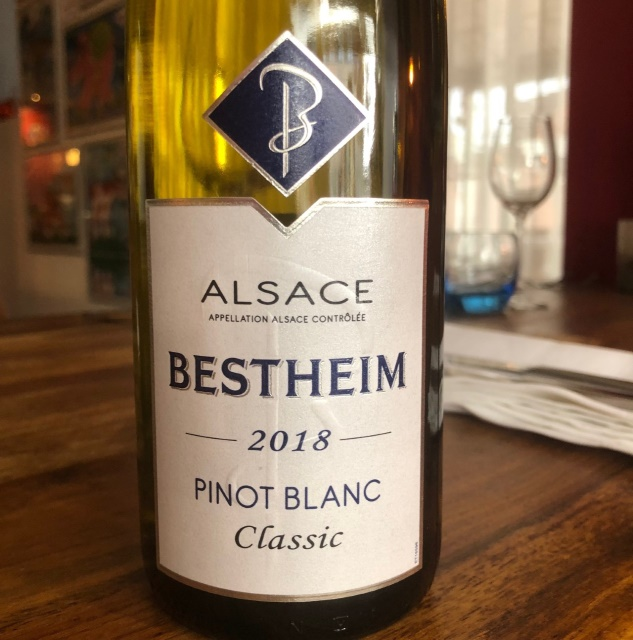 B
ALSACE
APPELLATION ALSACE CONTRÔLÉE
BESTHEIM
2018
PINOT BLANC
Classic